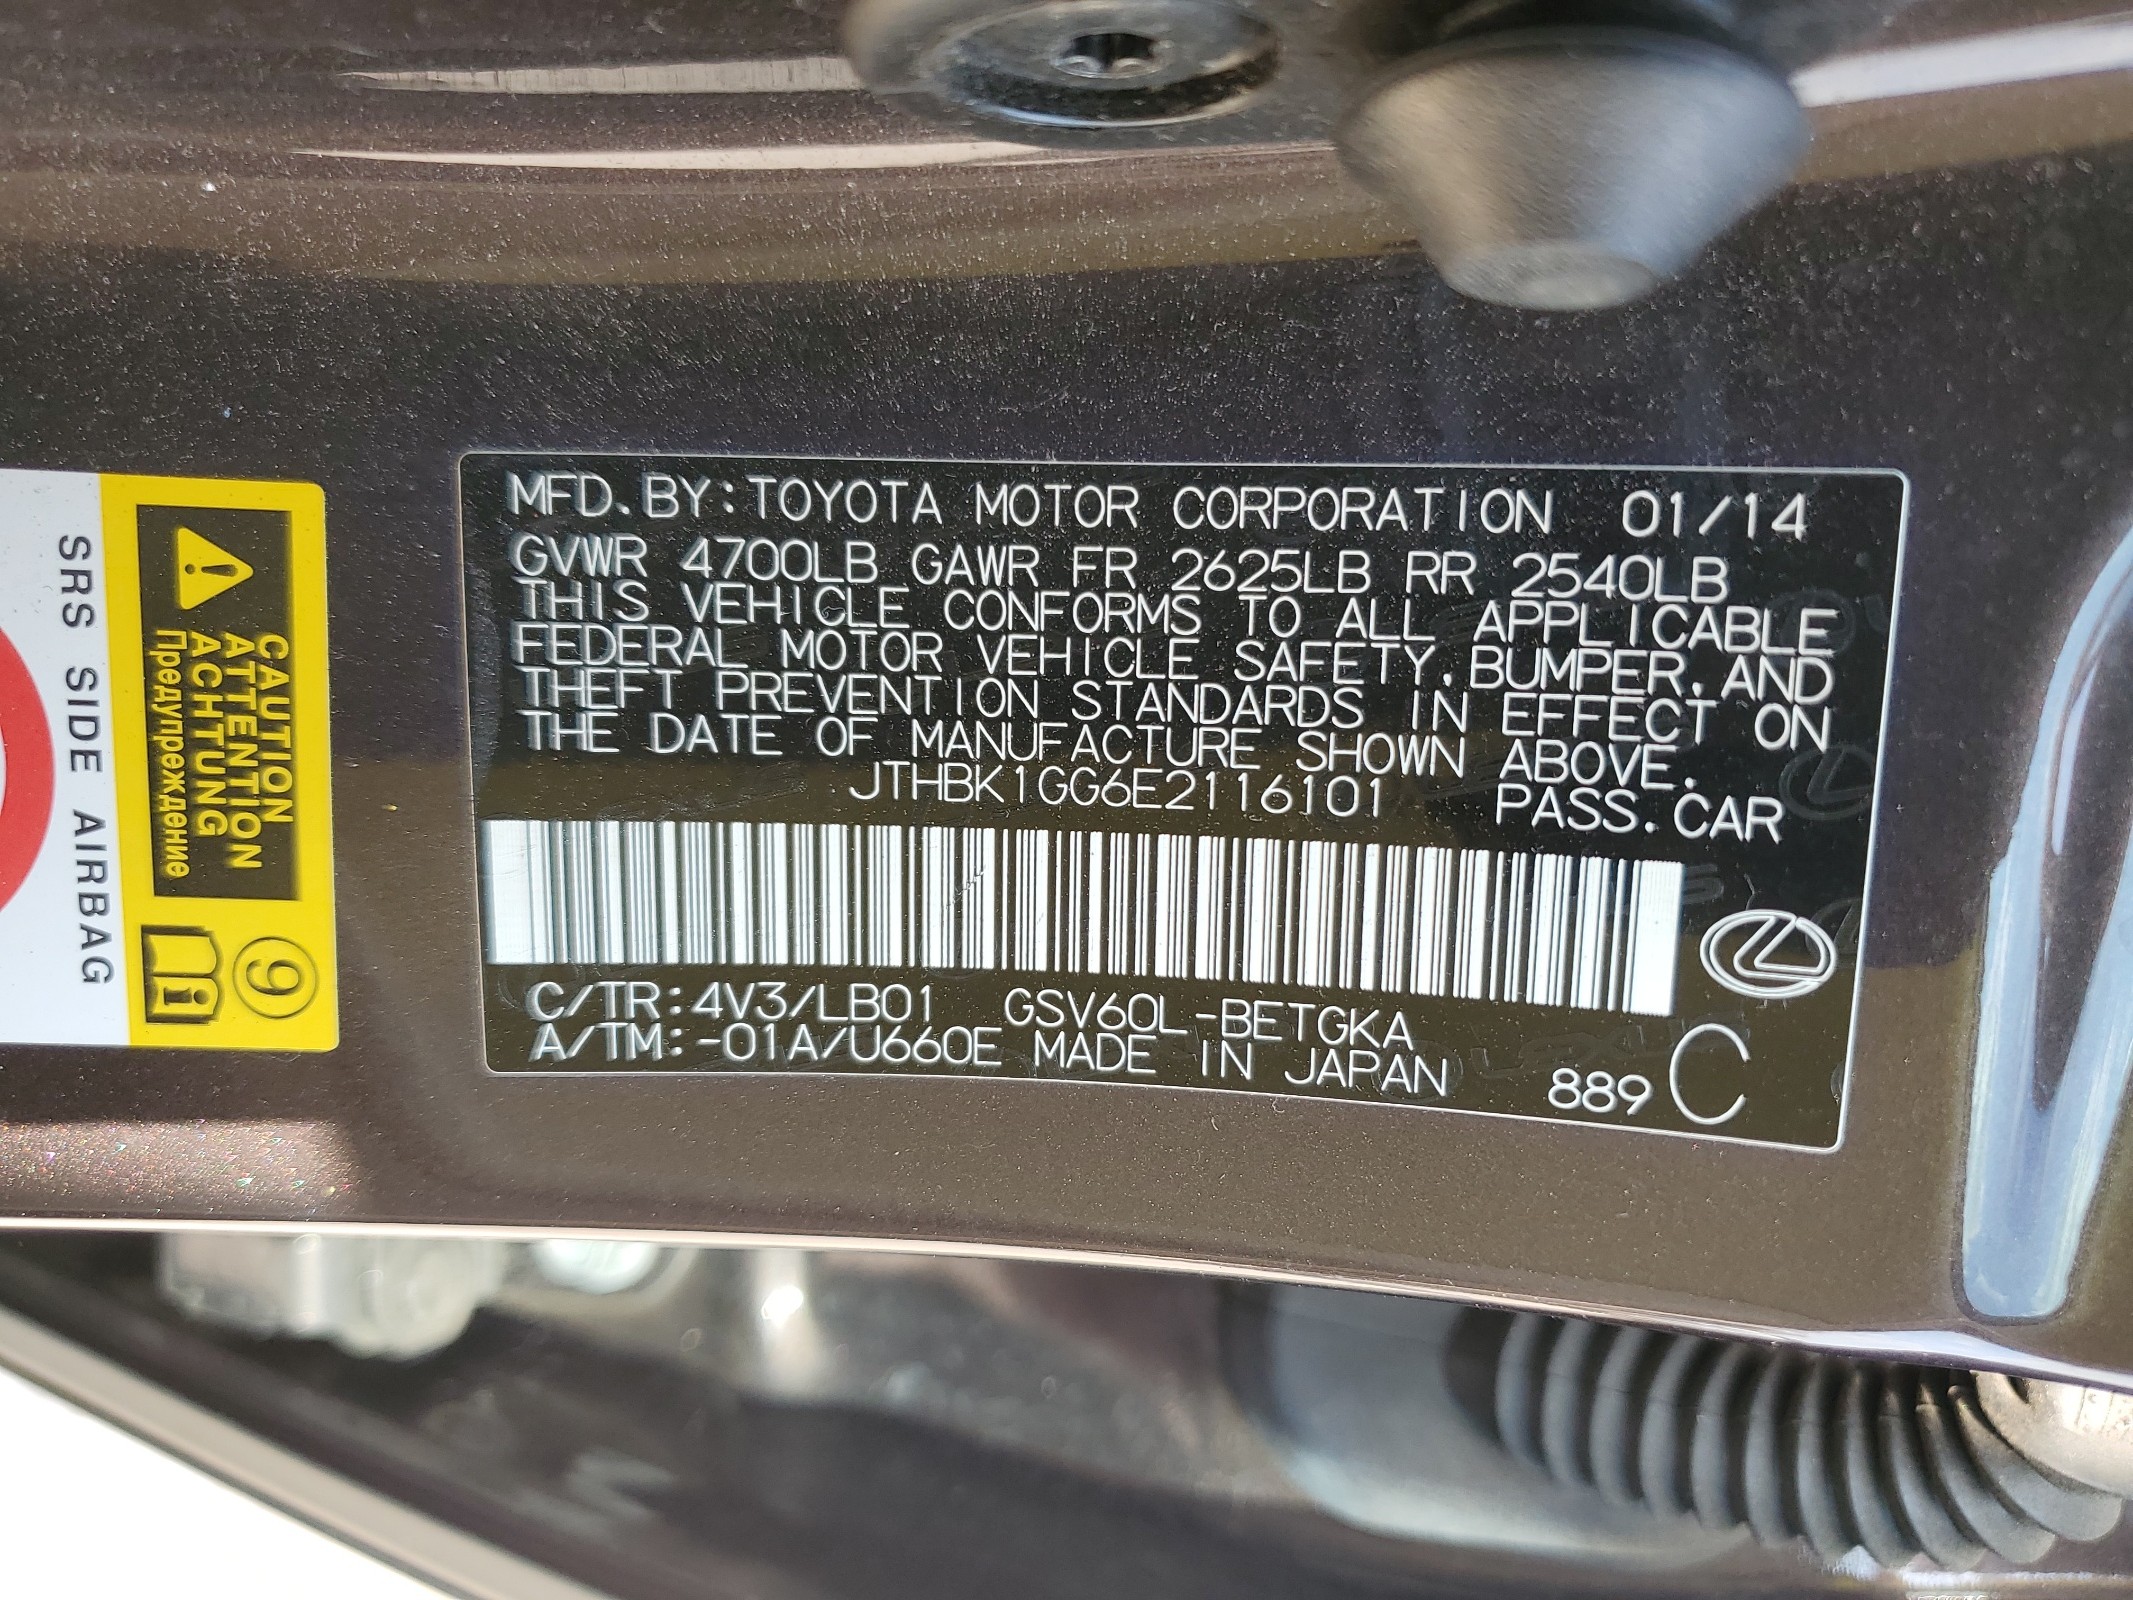 MFD.BY:TOYOTA MOTOR CORPORATION 01/14
GVWR 4700LB GAWR FR 2625LB RR 2540LB
THIS VEHICLE CONFORMS TO ALL APPLICABLE
FEDERAL MOTOR VEHICLE SAFETY,BUMPER,AND
THEFT PREVENTION STANDARDS IN EFFECT ON
THE DATE OF MANUFACTURE SHOWN ABOVE.
JTHBK1GG6E2116101 PASS.CAR
C/TR:4V3/LB01 GSV60L-BETGKA
A/TM:-01A/U660E MADE IN JAPAN
889 C
CAUTION
ATTENTION
ACHTUNG
Предупреждение
9
SRS SIDE AIRBAG